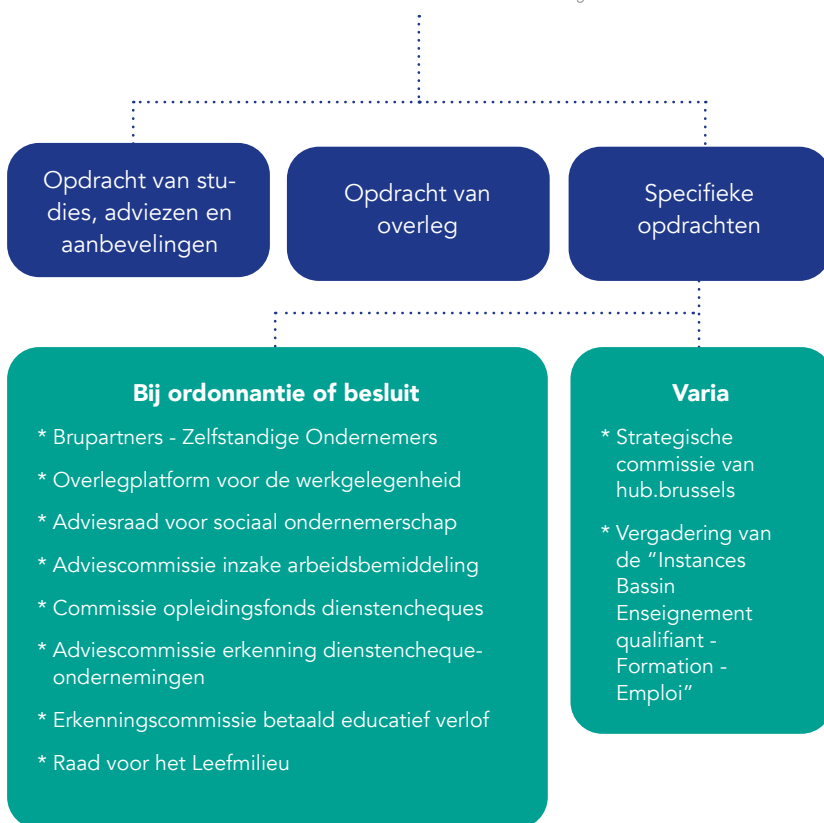 Opdracht van stu-
dies, adviezen en
aanbevelingen
Opdracht van
overleg
Specifieke
opdrachten
Bij ordonnantie of besluit
* Brupartners - Zelfstandige Ondernemers
* Overlegplatform voor de werkgelegenheid
* Adviesraad voor sociaal ondernemerschap
* Adviescommissie inzake arbeidsbemiddeling
* Commissie opleidingsfonds dienstencheques
* Adviescommissie erkenning dienstencheque-
ondernemingen
* Erkenningscommissie betaald educatief verlof
* Raad voor het Leefmilieu
Varia
* Strategische
commissie van
hub.brussels
* Vergadering van
de “Instances
Bassin
Enseignement
qualifiant -
Formation -
Emploi”